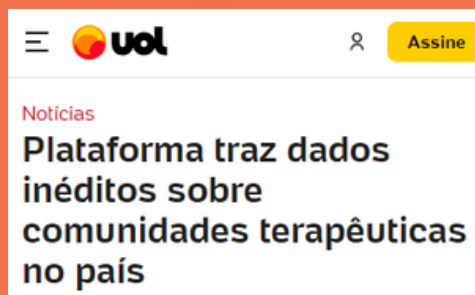 uol
Assine
Notícias
Plataforma traz dados
inéditos sobre
comunidades terapêuticas
no país